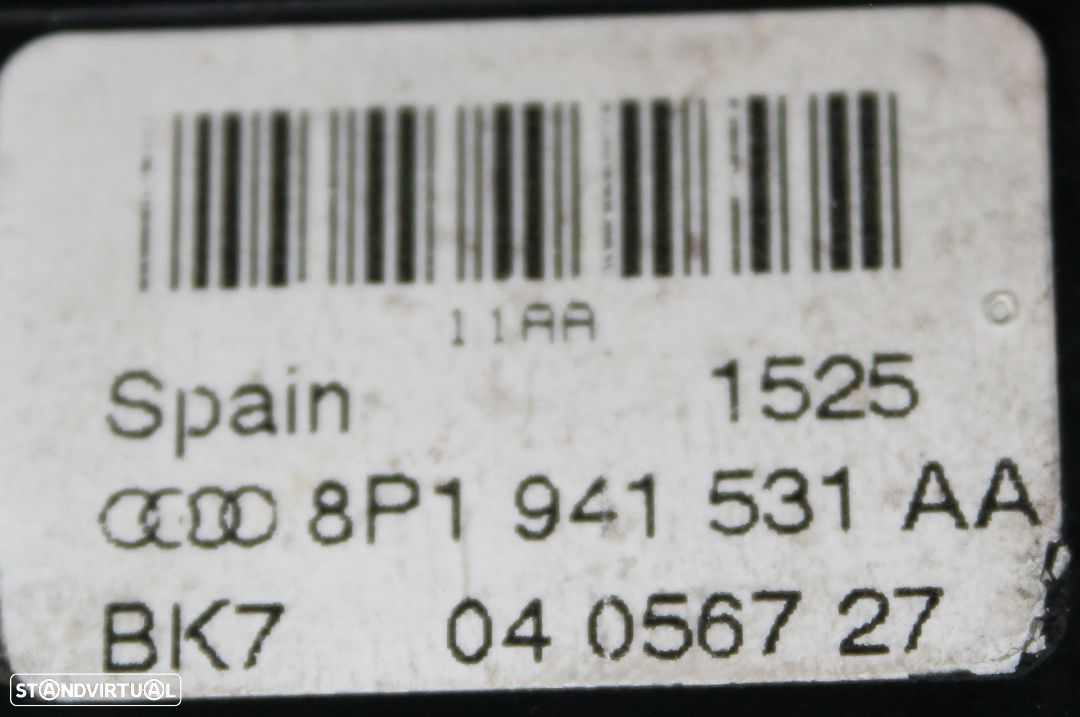 11AA
Spain 1525
8P1 941 531 AA
BK7 04 0567 27
STANDVIRTUAL